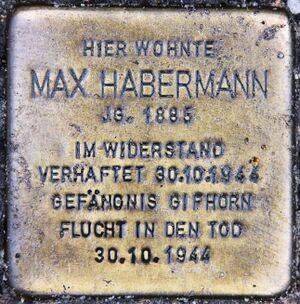 HIER WOHNTE
MAX HABERMANN
JG. 1885
IM WIDERSTAND
VERHAFTET 30.10.1944
GEFÄNGNIS GIFHORN
FLUCHT IN DEN TOD
30.10.1944